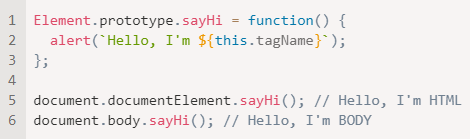 1 Element.prototype.sayHi = function() {
2   alert(`Hello, I'm ${this.tagName}`);
3 };
4
5 document.documentElement.sayHi(); // Hello, I'm HTML
6 document.body.sayHi(); // Hello, I'm BODY